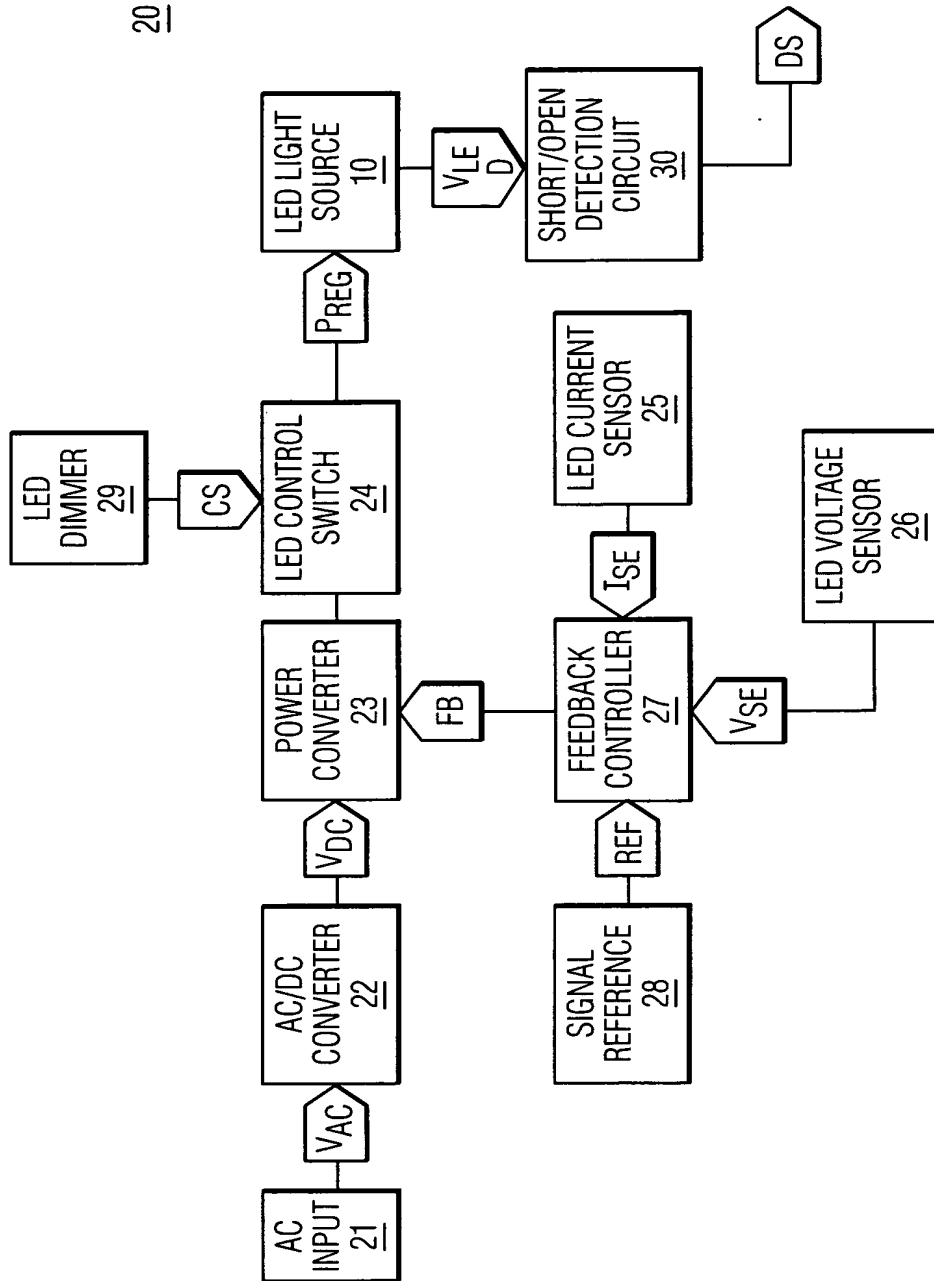 20
LED
DIMMER
29
CS
AC
INPUT
21
VAC
AC/DC
CONVERTER
22
VDC
POWER
CONVERTER
23
LED CONTROL
SWITCH
24
PREG
LED LIGHT
SOURCE
10
FB
VLE
D
SIGNAL
REFERENCE
28
REF
FEEDBACK
CONTROLLER
27
ISE
LED CURRENT
SENSOR
25
SHORT/OPEN
DETECTION
CIRCUIT
30
VSE
LED VOLTAGE
SENSOR
26
DS